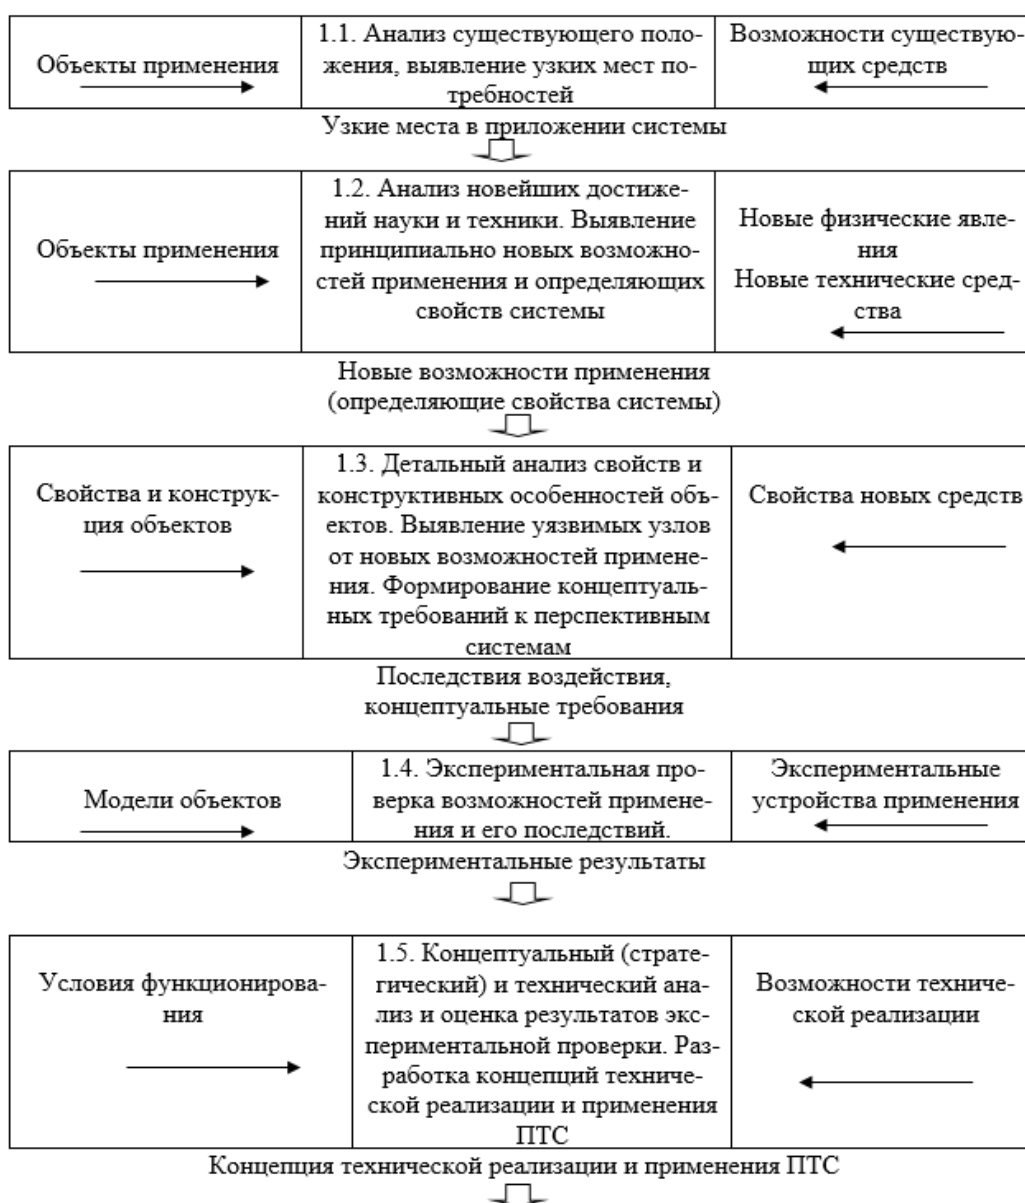 Объекты применения
1.1. Анализ существующего поло-
жения, выявление узких мест по-
требностей
Возможности существую-
щих средств
Узкие места в приложении системы
Объекты применения
1.2. Анализ новейших достиже-
ний науки и техники. Выявление
принципиально новых возможно-
стей применения и определяющих
свойств системы
Новые физические явле-
ния
Новые технические сред-
ства
Новые возможности применения
(определяющие свойства системы)
Свойства и конструк-
ция объектов
1.3. Детальный анализ свойств и
конструктивных особенностей объ-
ектов. Выявление уязвимых узлов
от новых возможностей примене-
ния. Формирование концептуаль-
ных требований к перспективным
системам
Свойства новых средств
Последствия воздействия,
концептуальные требования
Модели объектов
1.4. Экспериментальная про-
верка возможностей примене-
ния и его последствий.
Экспериментальные
устройства применения
Экспериментальные результаты
Условия функционирова-
ния
1.5. Концептуальный (страте-
гический) и технический ана-
лиз и оценка результатов экс-
периментальной проверки. Раз-
работка концепций техниче-
ской реализации и применения
ПТС
Возможности техниче-
ской реализации
Концепция технической реализации и применения ПТС